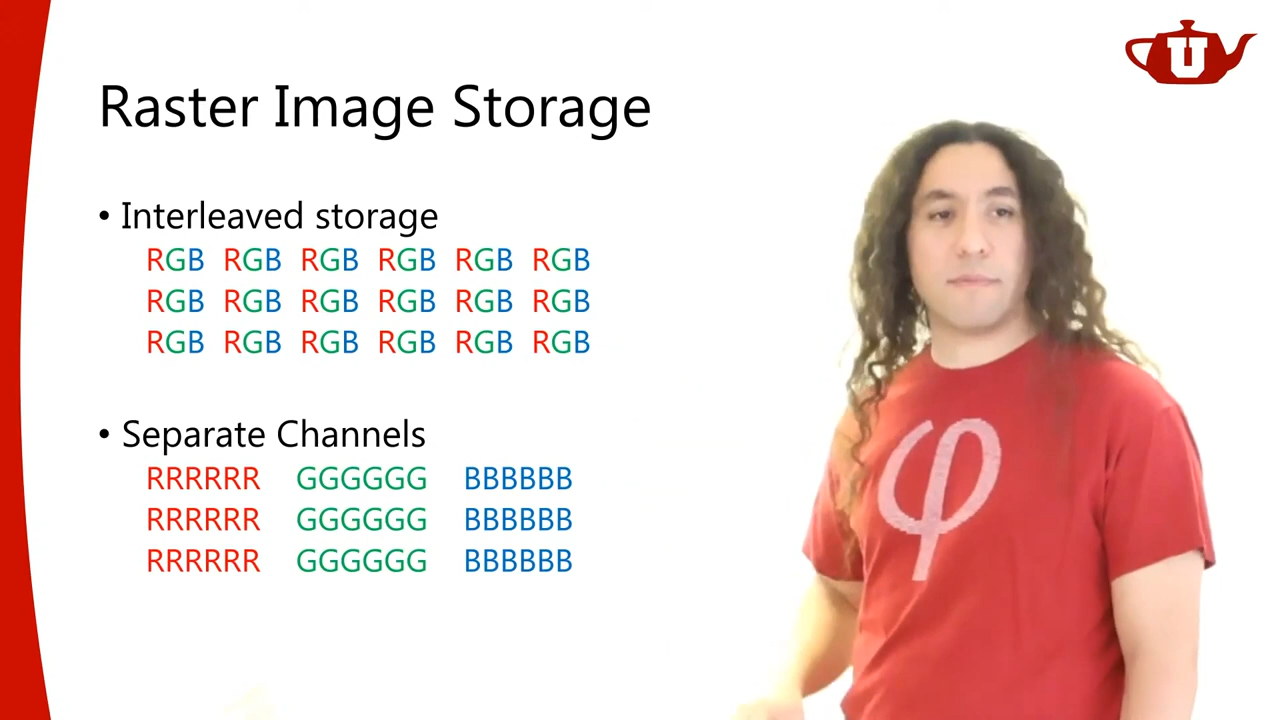 U
Raster Image Storage
• Interleaved storage
RGB RGB RGB RGB RGB RGB
RGB RGB RGB RGB RGB RGB
RGB RGB RGB RGB RGB RGB
• Separate Channels
RRRRRR GGGGGG BBBBBB
RRRRRR GGGGGG BBBBBB
RRRRRR GGGGGG BBBBBB
φ